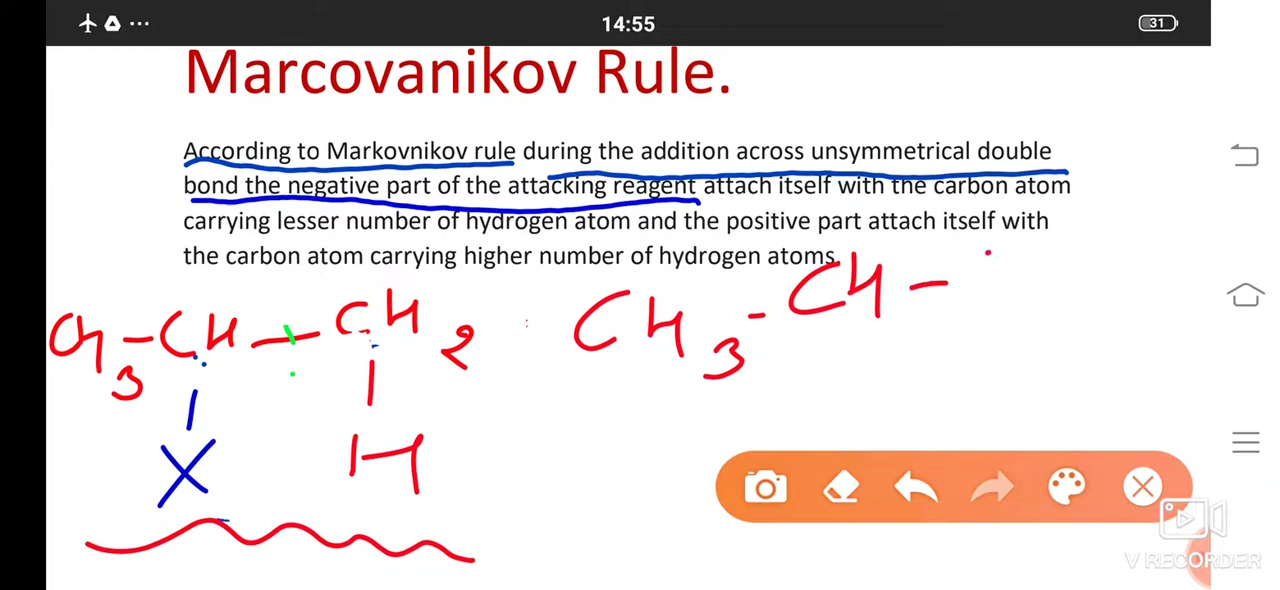 14:55
31
Marcovanikov Rule.
According to Markovnikov rule during the addition across unsymmetrical double
bond the negative part of the attacking reagent attach itself with the carbon atom
carrying lesser number of hydrogen atom and the positive part attach itself with
the carbon atom carrying higher number of hydrogen atoms.
CH3-CH-CH2
CH3-CH-
X H
V RECORDER